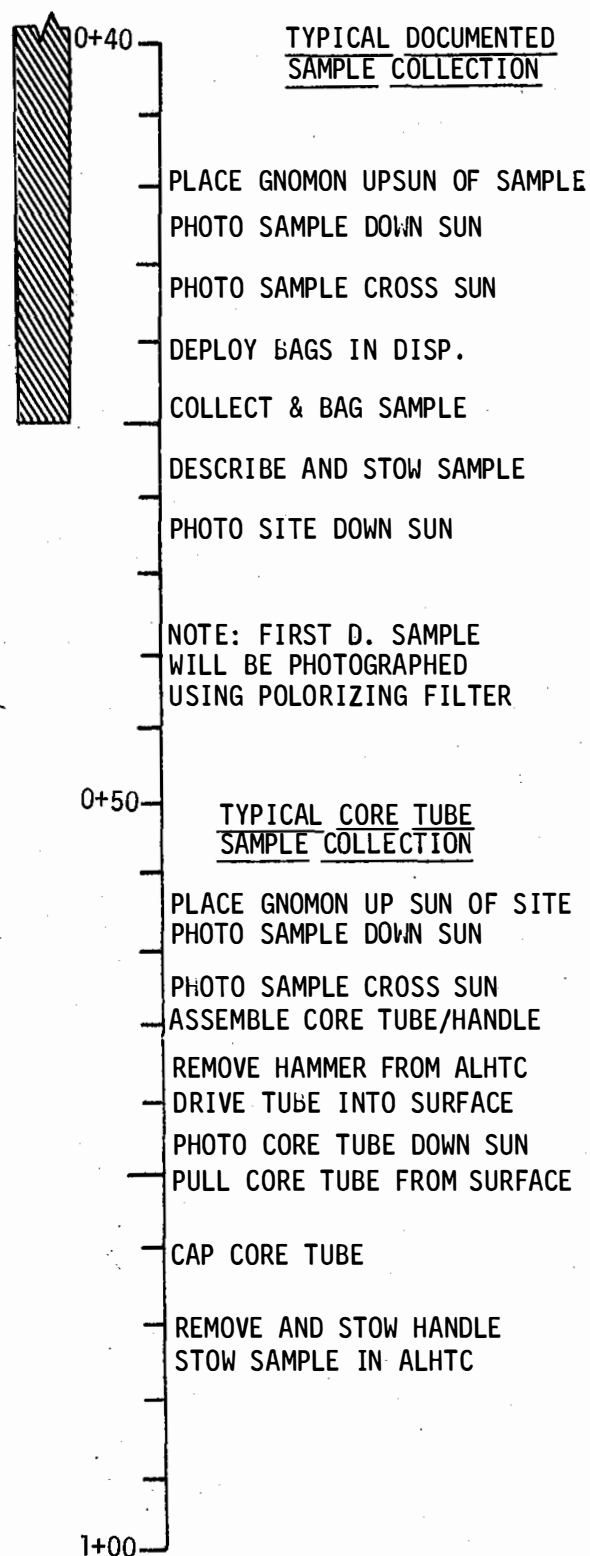 0+40
TYPICAL DOCUMENTED
SAMPLE COLLECTION
PLACE GNOMON UPSUN OF SAMPLE
PHOTO SAMPLE DOWN SUN
PHOTO SAMPLE CROSS SUN
DEPLOY BAGS IN DISP.
COLLECT & BAG SAMPLE
DESCRIBE AND STOW SAMPLE
PHOTO SITE DOWN SUN
NOTE: FIRST D. SAMPLE
WILL BE PHOTOGRAPHED
USING POLORIZING FILTER
0+50
TYPICAL CORE TUBE
SAMPLE COLLECTION
PLACE GNOMON UP SUN OF SITE
PHOTO SAMPLE DOWN SUN
PHOTO SAMPLE CROSS SUN
ASSEMBLE CORE TUBE/HANDLE
REMOVE HAMMER FROM ALHTC
DRIVE TUBE INTO SURFACE
PHOTO CORE TUBE DOWN SUN
PULL CORE TUBE FROM SURFACE
CAP CORE TUBE
REMOVE AND STOW HANDLE
STOW SAMPLE IN ALHTC
1+00